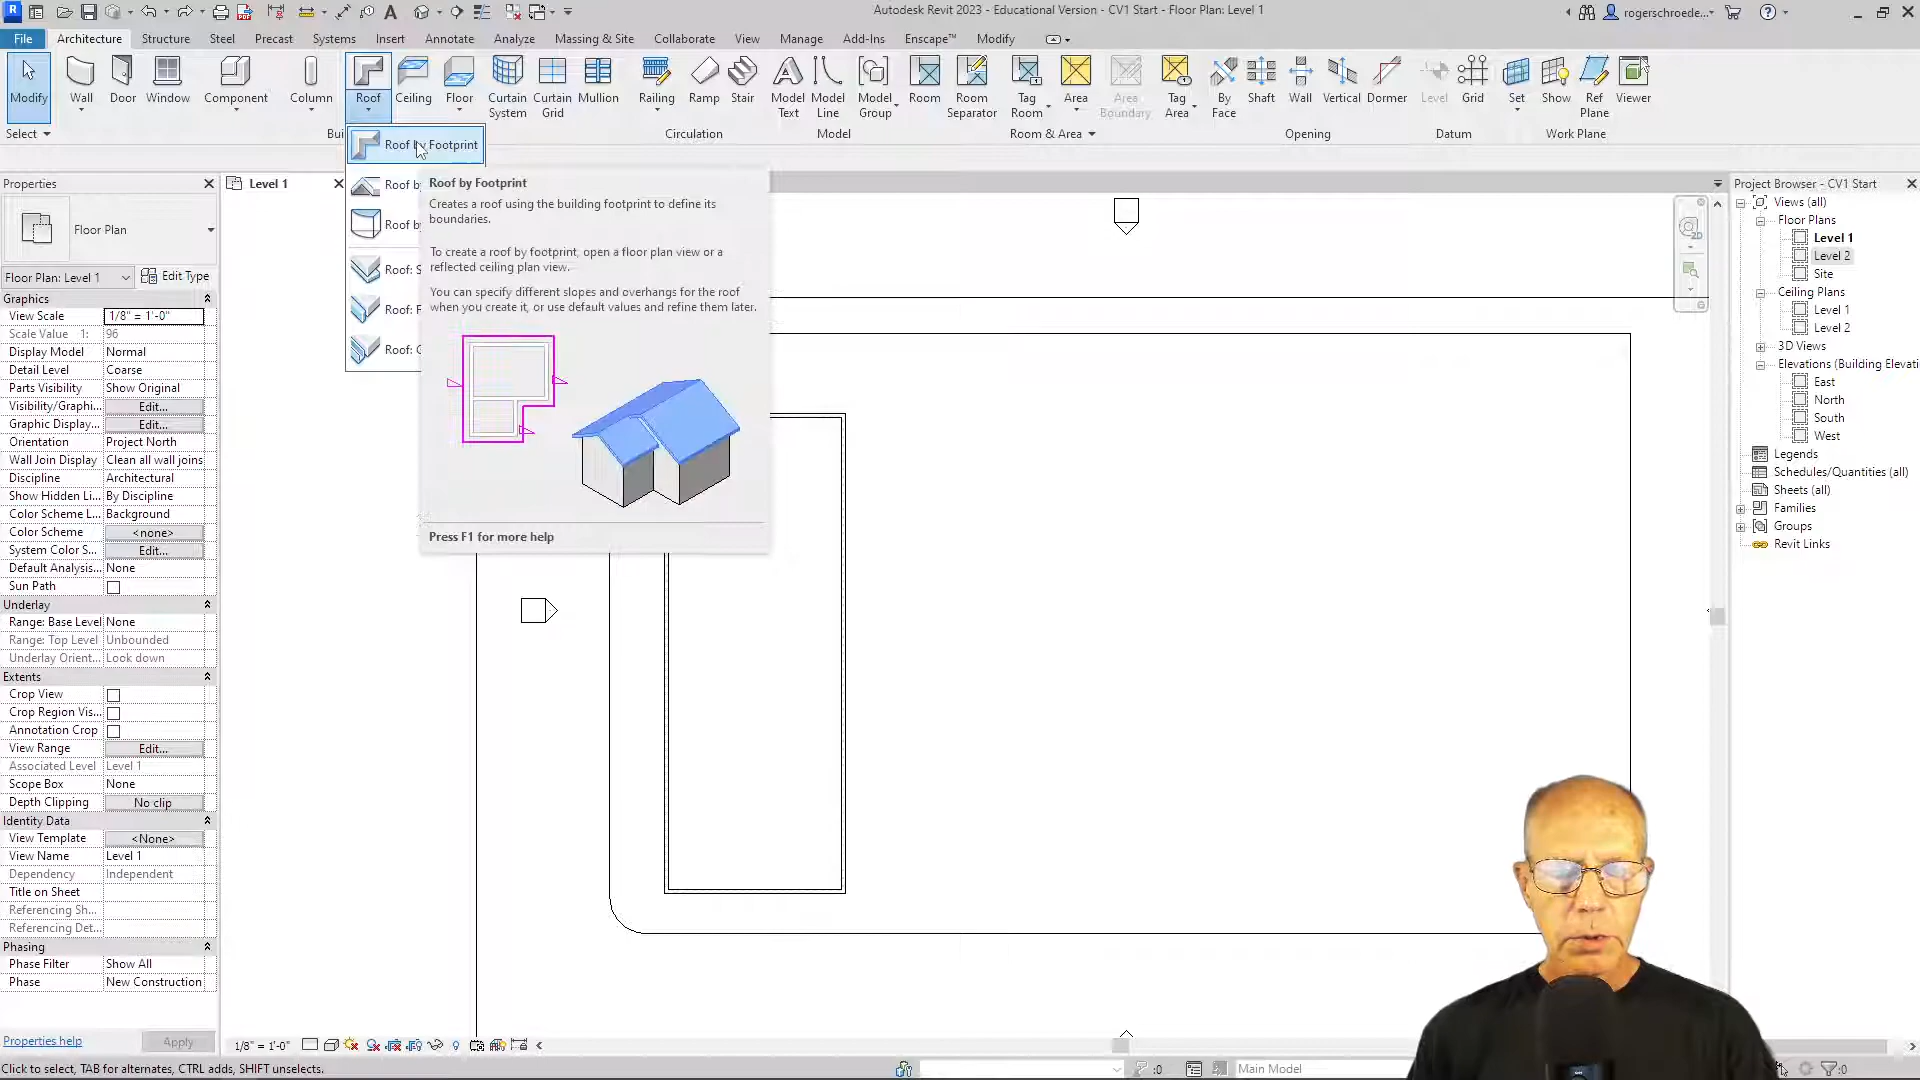 Autodesk Revit 2023 - Educational Version - CV1 Start - Floor Plan: Level 1
rogerschroede...
File Architecture Structure Steel Precast Systems Insert Annotate Analyze Massing & Site Collaborate View Manage Add-Ins Enscape™ Modify
Modify Wall Door Window Component Column Roof Ceiling Floor Curtain System Curtain Grid Mullion Railing Ramp Stair Model Text Model Line Model Group Room Room Separator Tag Room Area Area Boundary Tag Area By Face Shaft Wall Vertical Dormer Level Grid Set Show Ref Plane Viewer
Select Circulation Model Room & Area Opening Datum Work Plane
Roof by Footprint
Roof by
Roof by
Roof: S
Roof: F
Roof: G
Roof by Footprint
Creates a roof using the building footprint to define its
boundaries.
To create a roof by footprint, open a floor plan view or a
reflected ceiling plan view.
You can specify different slopes and overhangs for the roof
when you create it, or use default values and refine them later.
Press F1 for more help
Properties
Level 1
Floor Plan
Floor Plan: Level 1 Edit Type
Graphics
View Scale 1/8" = 1'-0"
Scale Value 1: 96
Display Model Normal
Detail Level Coarse
Parts Visibility Show Original
Visibility/Graphi... Edit...
Graphic Display... Edit...
Orientation Project North
Wall Join Display Clean all wall joins
Discipline Architectural
Show Hidden Li... By Discipline
Color Scheme L... Background
Color Scheme <none>
System Color S... Edit...
Default Analysis... None
Sun Path
Underlay
Range: Base Level None
Range: Top Level Unbounded
Underlay Orient... Look down
Extents
Crop View
Crop Region Vis...
Annotation Crop
View Range Edit...
Associated Level Level 1
Scope Box None
Depth Clipping No clip
Identity Data
View Template <None>
View Name Level 1
Dependency Independent
Title on Sheet
Referencing Sh...
Referencing Det...
Phasing
Phase Filter Show All
Phase New Construction
Properties help Apply
Project Browser - CV1 Start
Views (all)
Floor Plans
Level 1
Level 2
Site
Ceiling Plans
Level 1
Level 2
3D Views
Elevations (Building Elevati
East
North
South
West
Legends
Schedules/Quantities (all)
Sheets (all)
Families
Groups
Revit Links
2D
1/8" = 1'-0"
Click to select, TAB for alternates, CTRL adds, SHIFT unselects.
:0
Main Model
:0